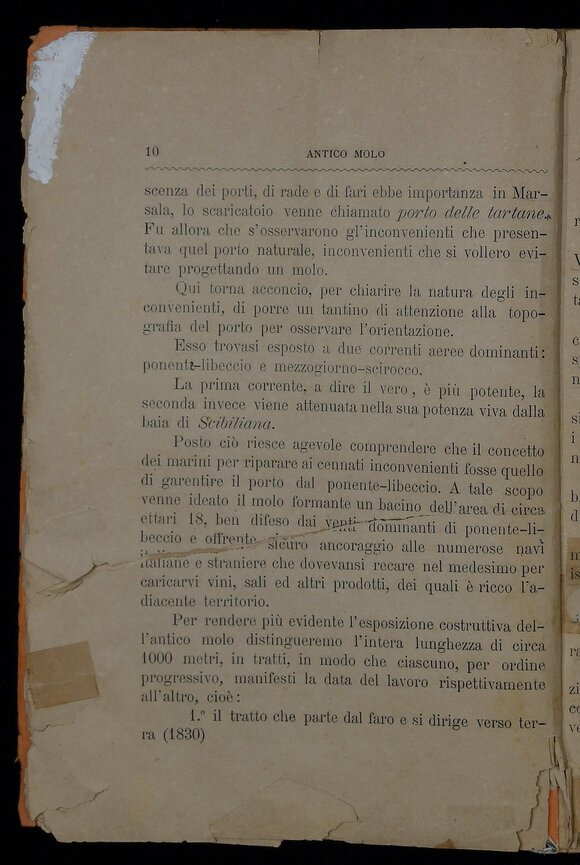 10 ANTICO MOLO
scenza dei porti, di rade e di fari ebbe importanza in Mar-
sala, lo scaricatoio venne chiamato porto delle tartane.
Fu allora che s'osservarono gl'inconvenienti che presen-
tava quel porto naturale, inconvenienti che si vollero evi-
tare progettando un molo.
Qui torna acconcio, per chiarire la natura degli in-
convenienti, di porre un tantino di attenzione alla topo-
grafia del porto per osservare l'orientazione.
Esso trovasi esposto a due correnti aeree dominanti:
ponente-libeccio e mezzogiorno-scirocco.
La prima corrente, a dire il vero, è più potente, la
seconda invece viene attenuata nella sua potenza viva dalla
baia di Scibiliana.
Posto ciò riesce agevole comprendere che il concetto
dei marini per riparare ai cennati inconvenienti fosse quello
di garentire il porto dal ponente-libeccio. A tale scopo
venne ideato il molo formante un bacino dell'area di circa
ettari 18, ben difeso dai venti dominanti di ponente-li-
beccio e offrente sicuro ancoraggio alle numerose navi
italiane e straniere che dovevansi recare nel medesimo per
caricarvi vini, sali ed altri prodotti, dei quali è ricco l'a-
diacente territorio.
Per rendere più evidente l'esposizione costruttiva del-
l'antico molo distingueremo l'intera lunghezza di circa
1000 metri, in tratti, in modo che ciascuno, per ordine
progressivo, manifesti la data del lavoro rispettivamente
all'altro, cioè:
1.° il tratto che parte dal faro e si dirige verso ter-
ra (1830)